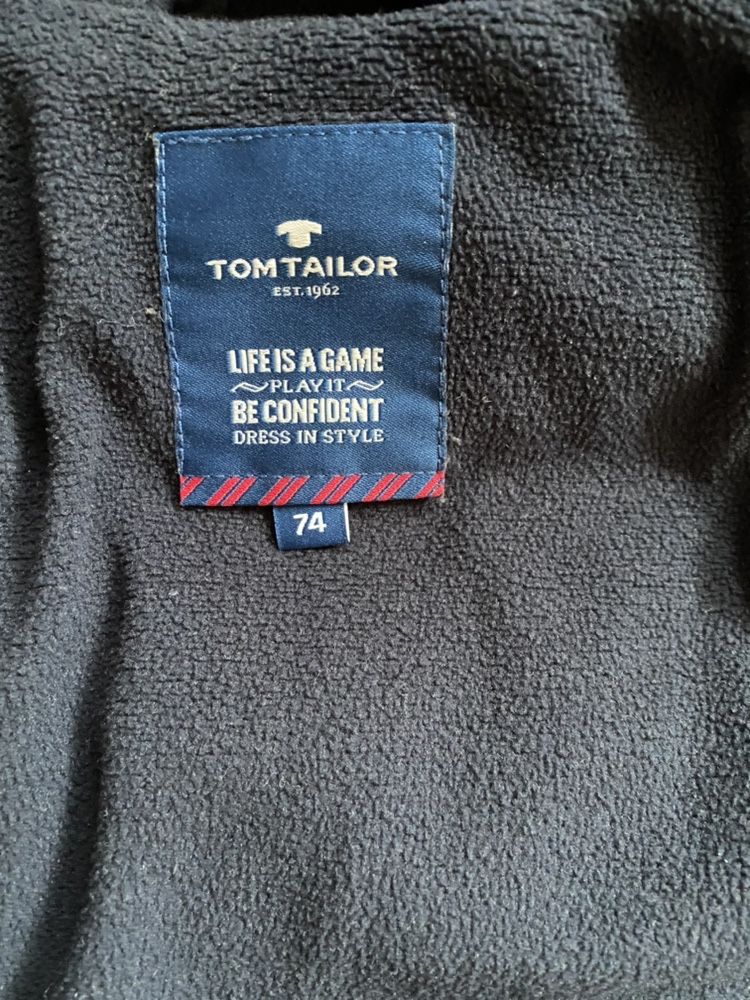 TOM TAILOR
EST. 1962
LIFE IS A GAME
PLAY IT
BE CONFIDENT
DRESS IN STYLE
74